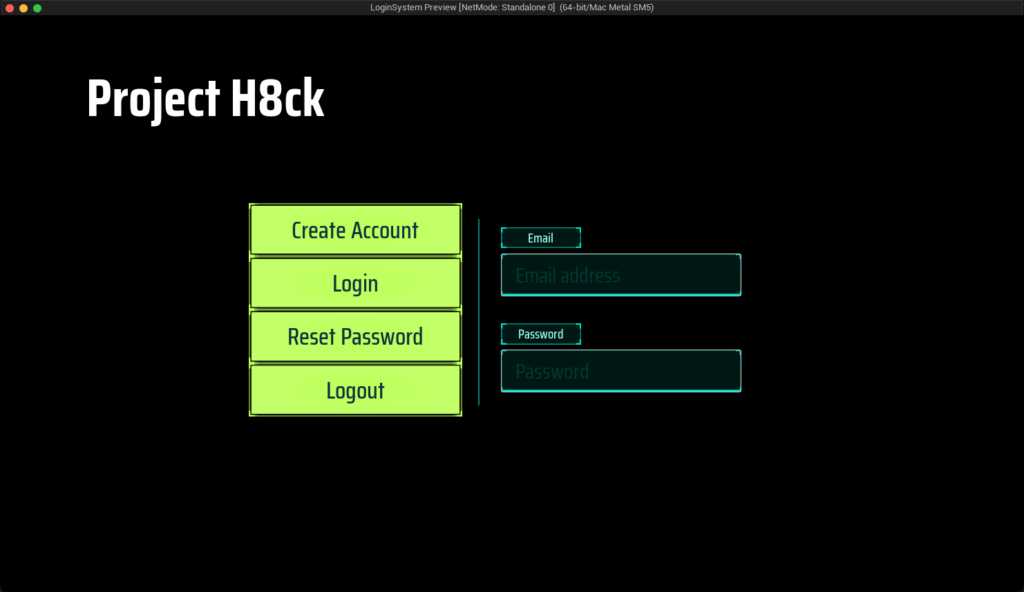 LoginSystem Preview [NetMode: Standalone 0]  (64-bit/Mac Metal SM5)
Project H8ck
Create Account
Login
Reset Password
Logout
Email
Email address
Password
Password